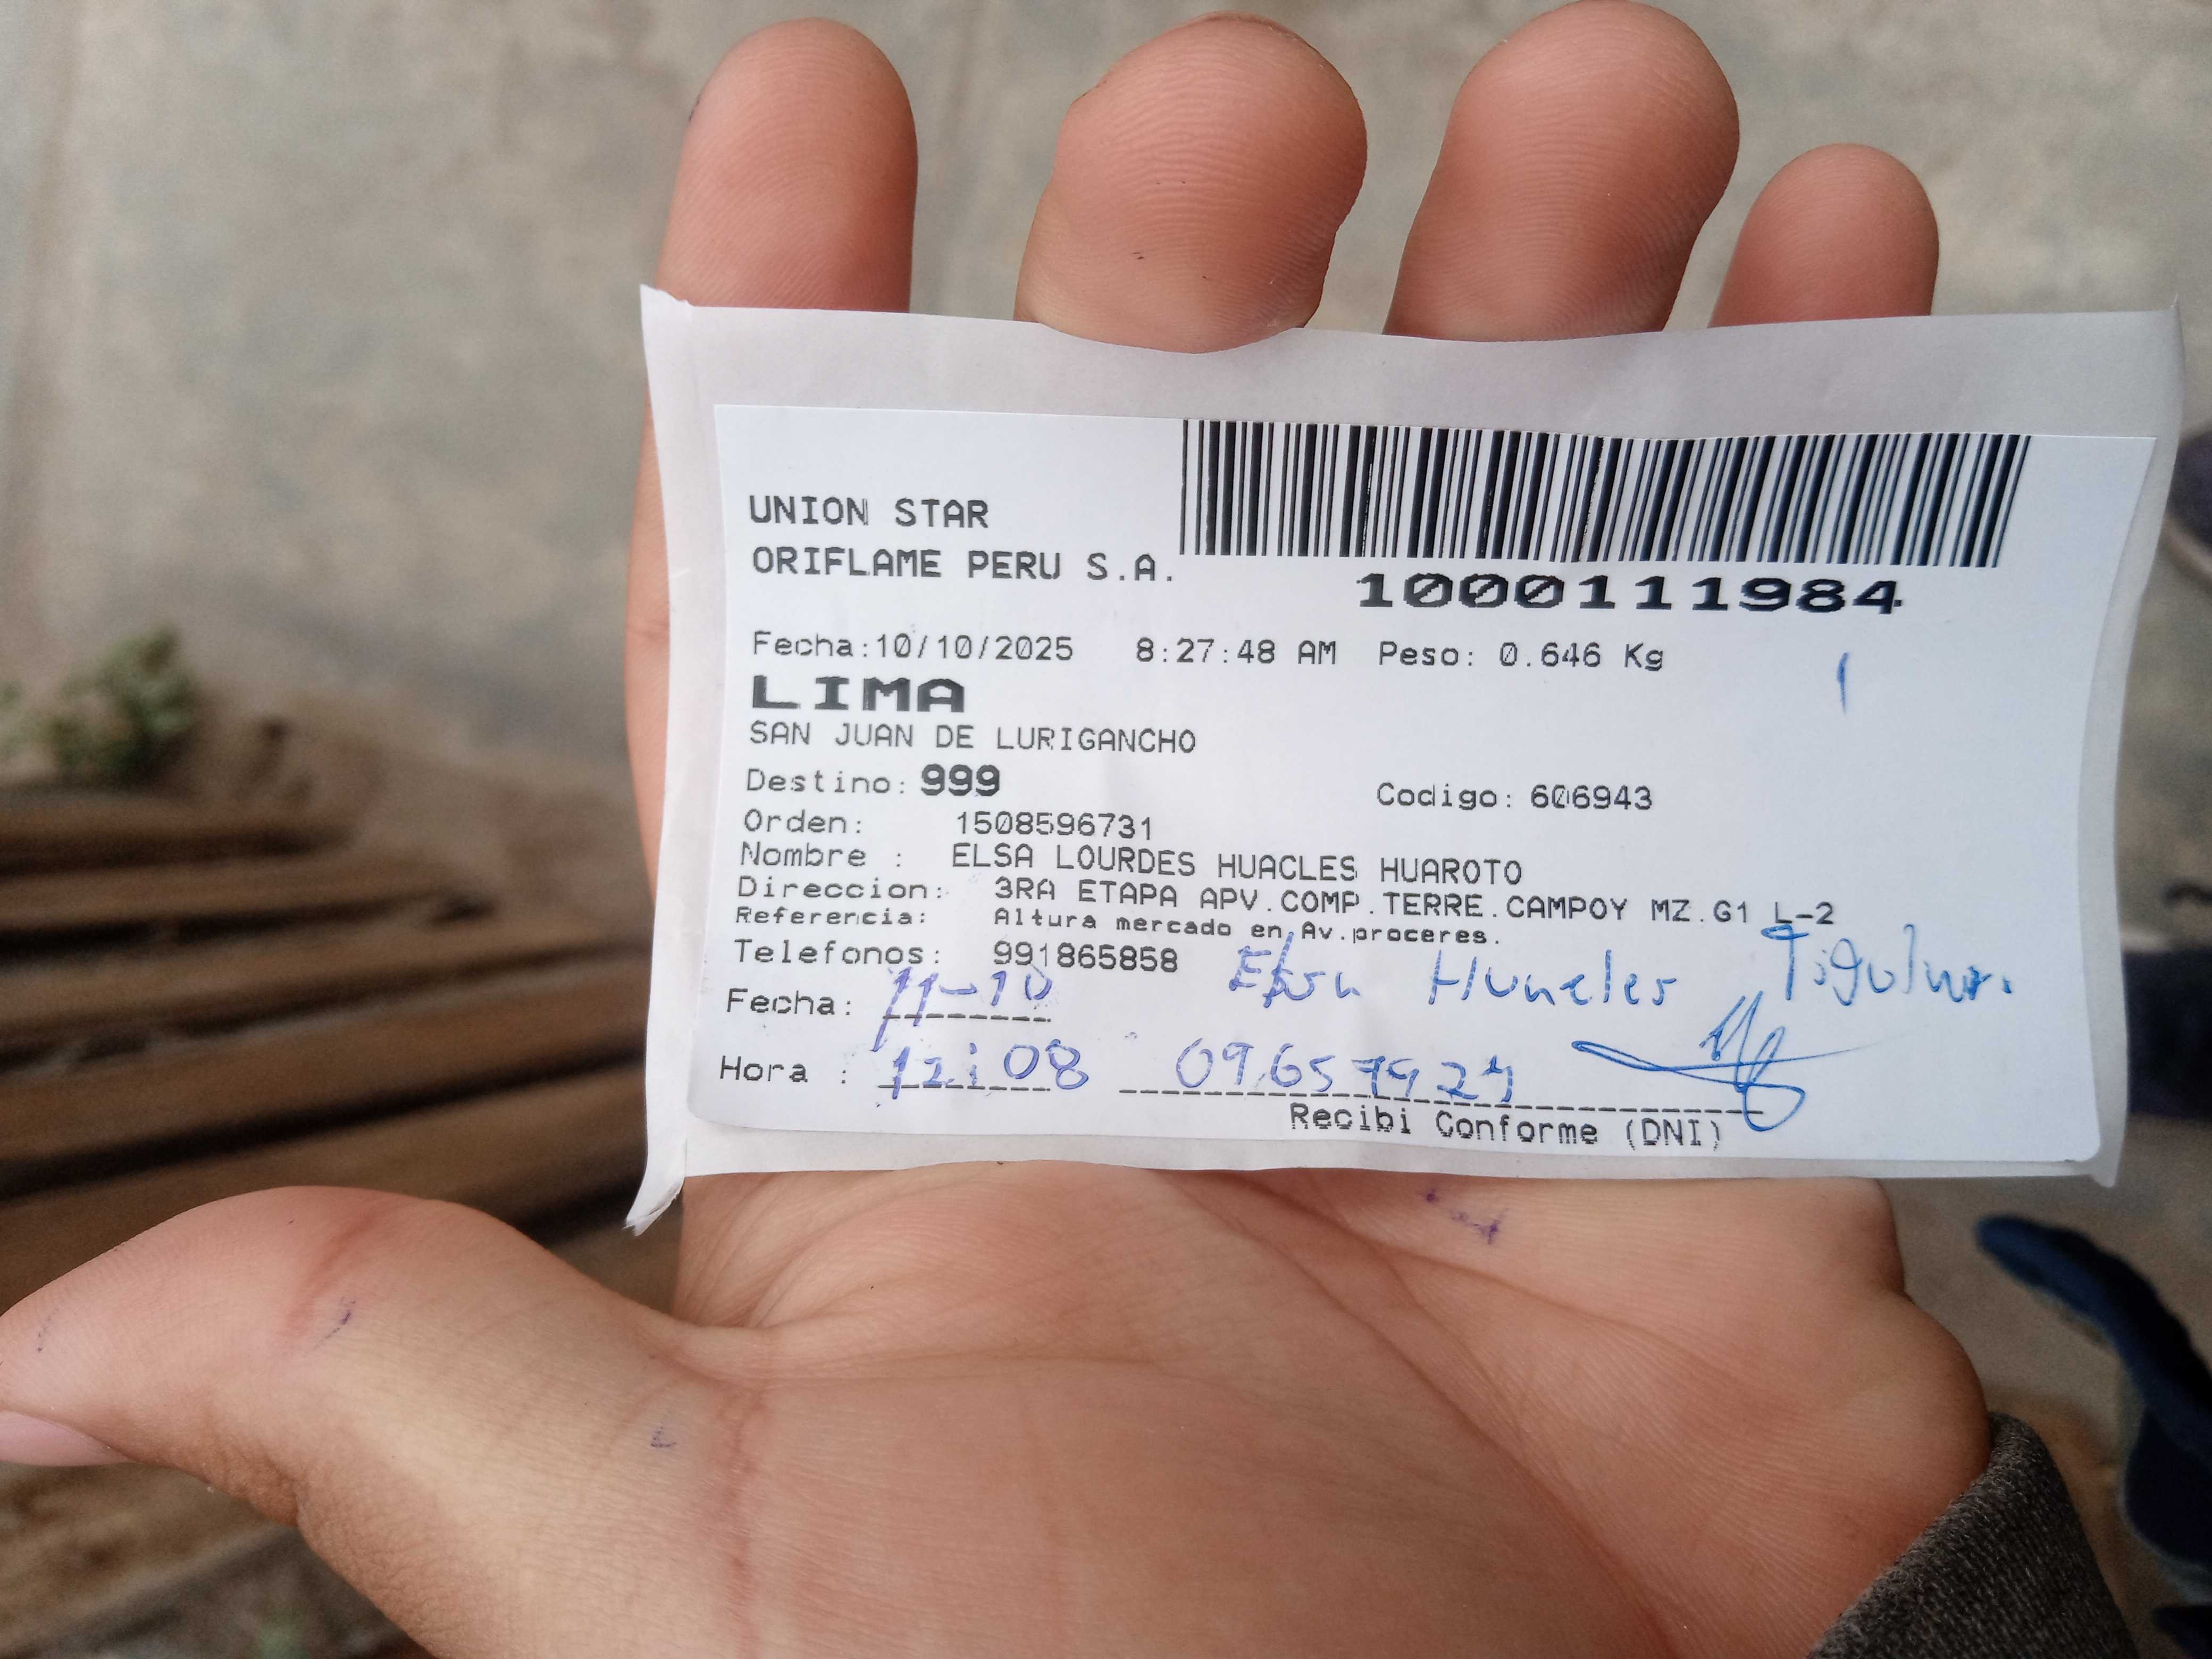 UNION STAR
ORIFLAME PERU S.A.
1000111984
Fecha:10/10/2025 8:27:48 AM Peso: 0.646 Kg
LIMA
SAN JUAN DE LURIGANCHO
Destino: 999 Codigo: 606943
Orden: 1508596731
Nombre : ELSA LOURDES HUACLES HUAROTO
Direccion: 3RA ETAPA APV.COMP.TERRE.CAMPOY MZ.G1 L-2
Referencia: Altura mercado en Av.proceres.
Telefonos: 991865858
Fecha: 11-10
Hora : 12:08
Recibi Conforme (DNI)